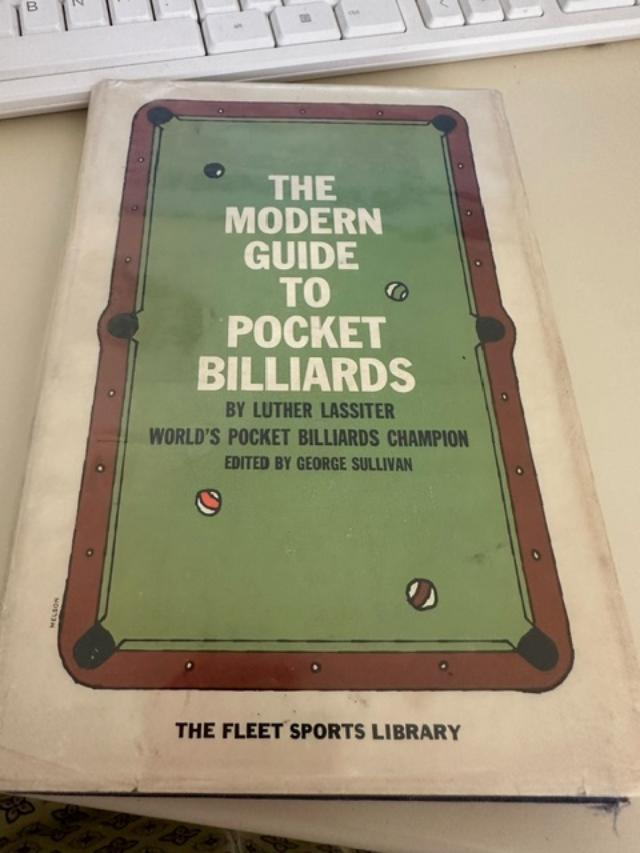 B N
ctrl
THE
MODERN
GUIDE
TO
POCKET
BILLIARDS
BY LUTHER LASSITER
WORLD'S POCKET BILLIARDS CHAMPION
EDITED BY GEORGE SULLIVAN
NELSON
THE FLEET SPORTS LIBRARY